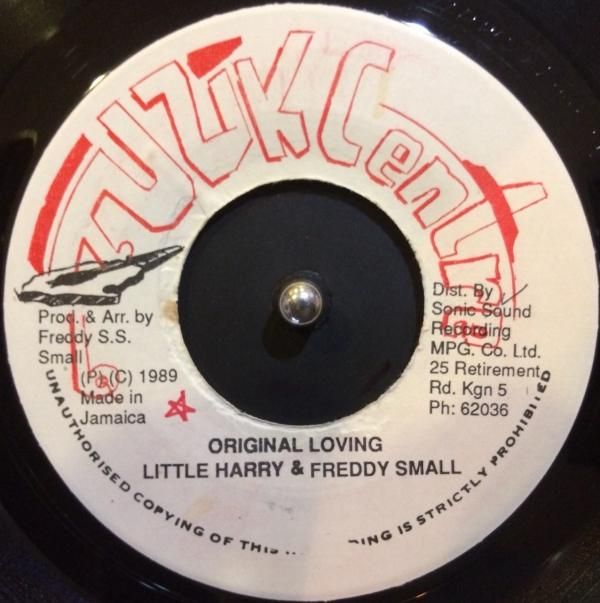 MUZIK Centre
Prod. & Arr. by
Freddy S.S.
Small
(P) (C) 1989
Made in
Jamaica
Dist. By
Sonic Sound
Recording
MPG. Co. Ltd.
25 Retirement
Rd. Kgn 5
Ph: 62036
ORIGINAL LOVING
LITTLE HARRY & FREDDY SMALL
UNAUTHORISED COPYING OF THIS IS STRICTLY PROHIBITED